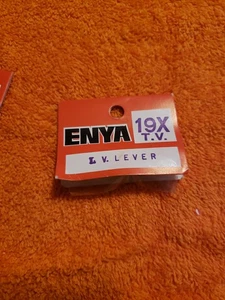 ENYA 19X
T.V.
I. V. LEVER